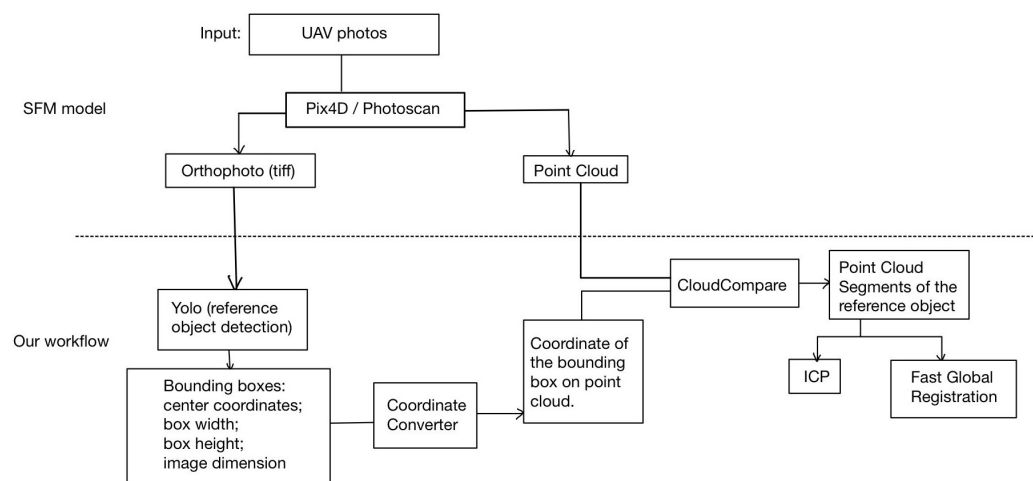 Input:
UAV photos
SFM model
Pix4D / Photoscan
Orthophoto (tiff)
Point Cloud
Our workflow
Yolo (reference
object detection)
Bounding boxes:
center coordinates;
box width;
box height;
image dimension
Coordinate
Converter
Coordinate of
the bounding
box on point
cloud.
CloudCompare
Point Cloud
Segments of the
reference object
ICP
Fast Global
Registration